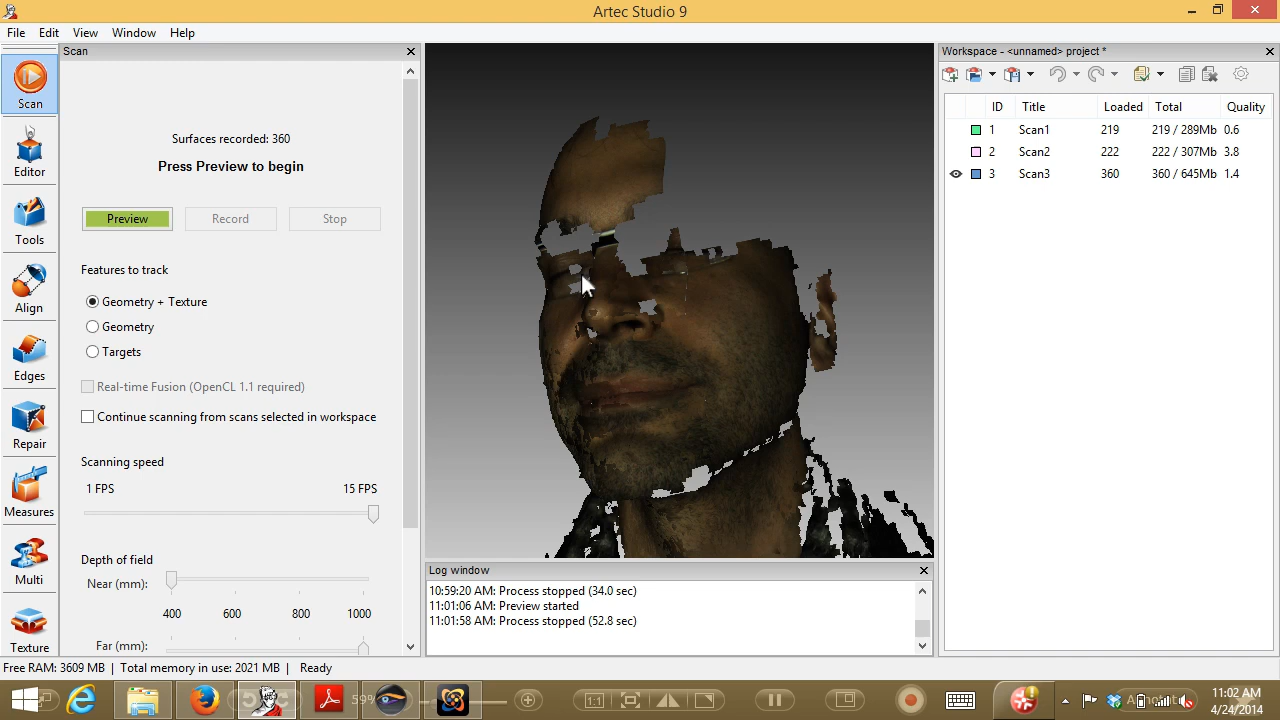 Artec Studio 9
File Edit View Window Help
Scan
Workspace - <unnamed> project *
Scan
Editor
Tools
Align
Edges
Repair
Measures
Multi
Texture
Surfaces recorded: 360
Press Preview to begin
Preview Record Stop
Features to track
Geometry + Texture
Geometry
Targets
Real-time Fusion (OpenCL 1.1 required)
Continue scanning from scans selected in workspace
Scanning speed
1 FPS 15 FPS
Depth of field
Near (mm):
400 600 800 1000
Far (mm):
ID Title Loaded Total Quality
1 Scan1 219 219 / 289Mb 0.6
2 Scan2 222 222 / 307Mb 3.8
3 Scan3 360 360 / 645Mb 1.4
Log window
10:59:20 AM: Process stopped (34.0 sec)
11:01:06 AM: Preview started
11:01:58 AM: Process stopped (52.8 sec)
Free RAM: 3609 MB | Total memory in use: 2021 MB | Ready
59%
1:1
11:02 AM
4/24/2014